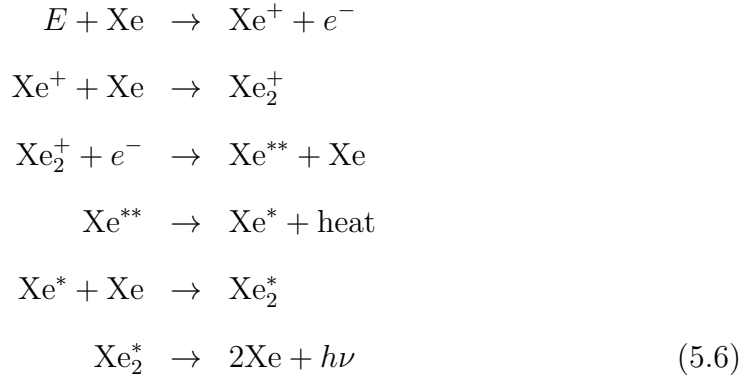 E + Xe → Xe⁺ + e⁻
Xe⁺ + Xe → Xe₂⁺
Xe₂⁺ + e⁻ → Xe** + Xe
Xe** → Xe* + heat
Xe* + Xe → Xe₂*
Xe₂* → 2Xe + hν (5.6)